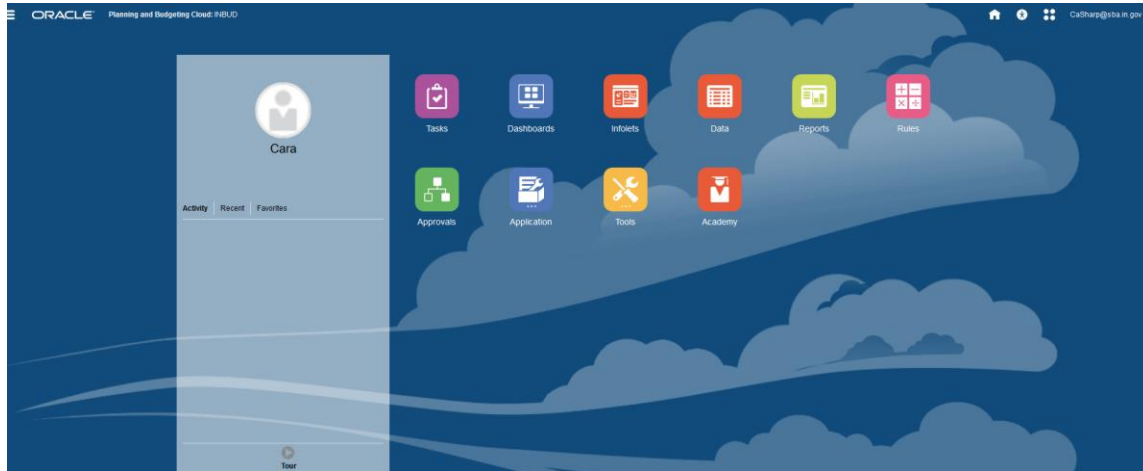 ORACLE® Planning and Budgeting Cloud: INBUD CaSharp@sba.in.gov
Cara
Activity Recent Favorites
Tour
Tasks Dashboards Infolets Data Reports Rules
Approvals Application Tools Academy